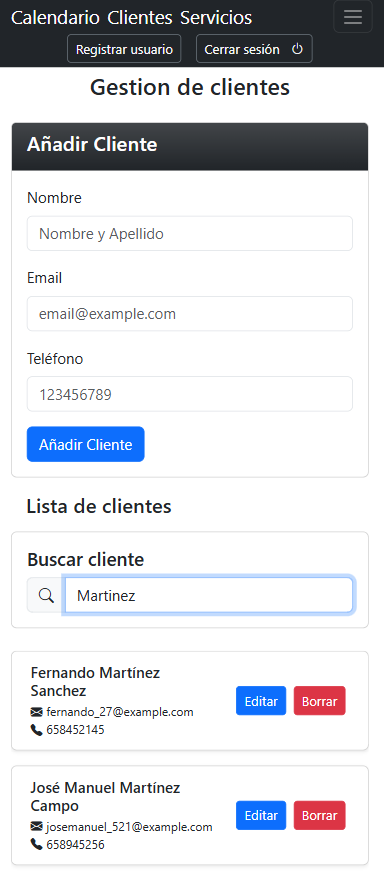 Calendario Clientes Servicios
Registrar usuario Cerrar sesión
Gestion de clientes
Añadir Cliente
Nombre
Nombre y Apellido
Email
email@example.com
Teléfono
123456789
Añadir Cliente
Lista de clientes
Buscar cliente
Martinez
Fernando Martínez
Sanchez
fernando_27@example.com
658452145
Editar Borrar
José Manuel Martínez
Campo
josemanuel_521@example.com
658945256
Editar Borrar